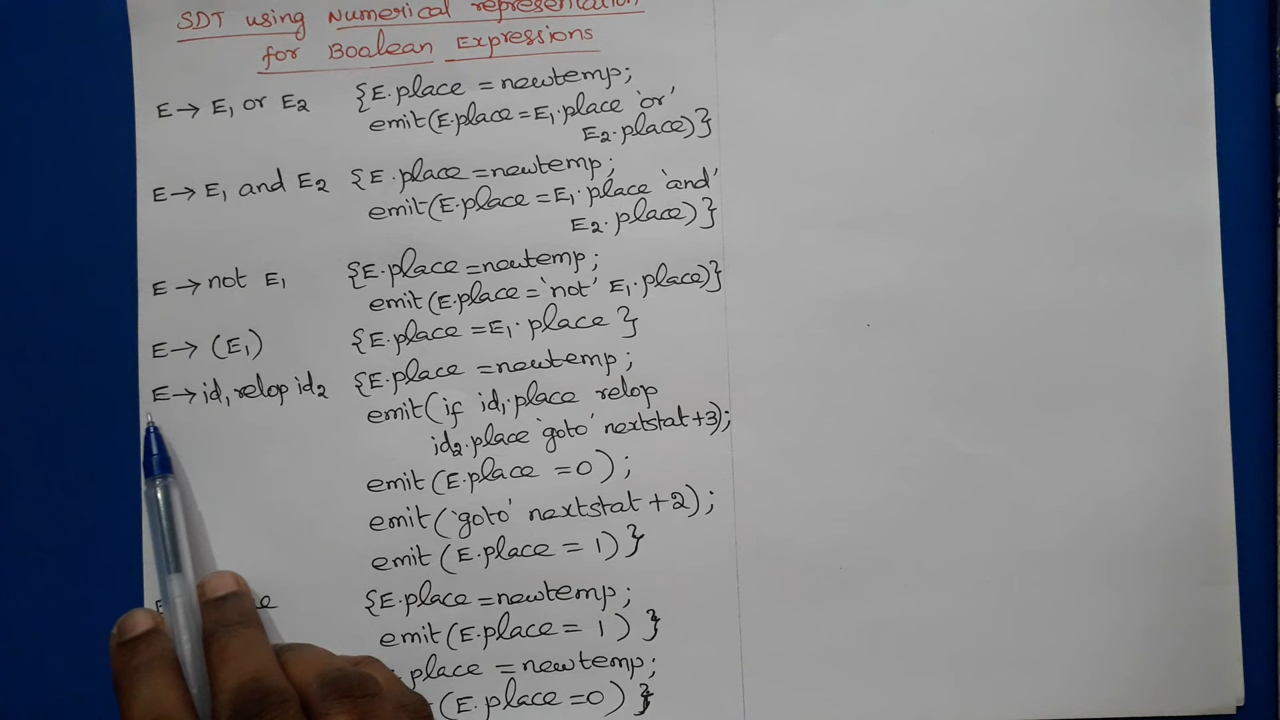 SDT using Numerical representation
for Boolean Expressions
E → E1 or E2 {E.place = newtemp;
emit(E.place = E1.place 'or'
E2.place)}
E → E1 and E2 {E.place = newtemp;
emit(E.place = E1.place 'and'
E2.place)}
E → not E1 {E.place = newtemp;
emit(E.place = 'not' E1.place)}
E → (E1) {E.place = E1.place}
E → id1 relop id2 {E.place = newtemp;
emit(if id1.place relop
id2.place 'goto' nextstat+3);
emit(E.place = 0);
emit('goto' nextstat+2);
emit(E.place = 1)}
{E.place = newtemp;
emit(E.place = 1)}
place = newtemp;
(E.place = 0)}